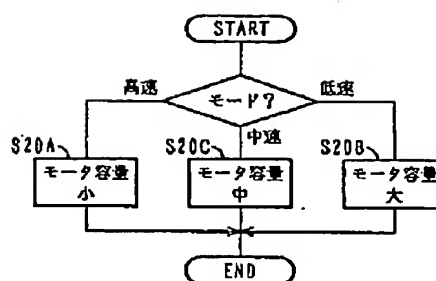 START
高速
モード?
低速
中速
S20A
S20C
S20B
モータ容量
小
モータ容量
中
モータ容量
大
END